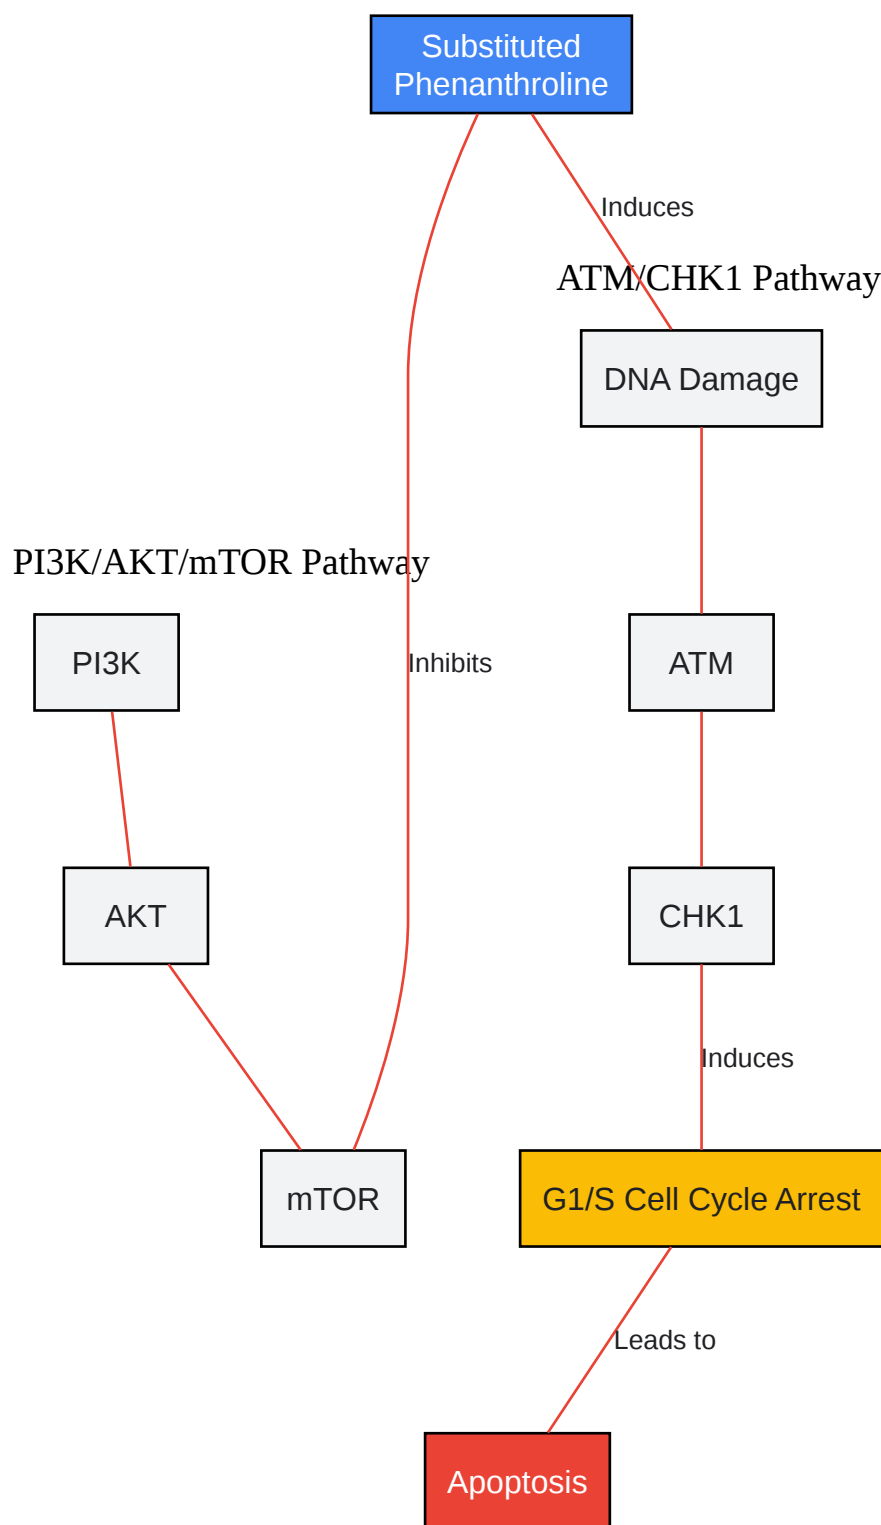 Substituted
Phenanthroline
Induces
ATM/CHK1 Pathway
DNA Damage
PI3K/AKT/mTOR Pathway
PI3K
Inhibits
ATM
AKT
CHK1
Induces
mTOR
G1/S Cell Cycle Arrest
Leads to
Apoptosis